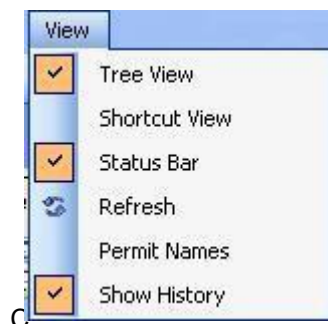 View
Tree View
Shortcut View
Status Bar
Refresh
Permit Names
Show History